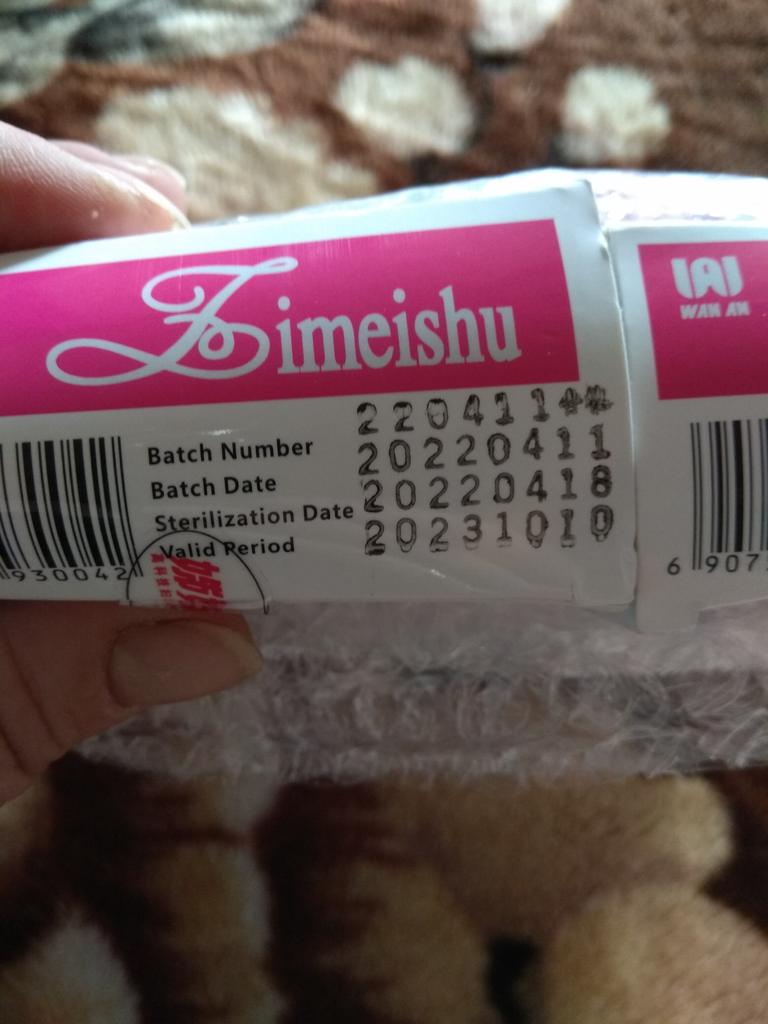 Zimeishu
WAN AN
220411**
Batch Number 20220411
Batch Date 20220418
Sterilization Date 20231010
Valid Period
930042
6 907